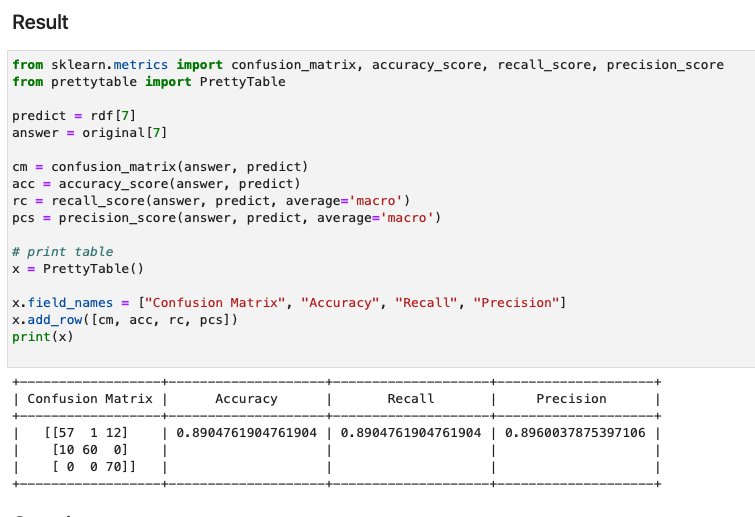 Result
from sklearn.metrics import confusion_matrix, accuracy_score, recall_score, precision_score
from prettytable import PrettyTable
predict = rdf[7]
answer = original[7]
cm = confusion_matrix(answer, predict)
acc = accuracy_score(answer, predict)
rc = recall_score(answer, predict, average='macro')
pcs = precision_score(answer, predict, average='macro')
# print table
x = PrettyTable()
x.field_names = ["Confusion Matrix", "Accuracy", "Recall", "Precision"]
x.add_row([cm, acc, rc, pcs])
print(x)
+------------------+--------------------+--------------------+--------------------+
| Confusion Matrix |      Accuracy      |       Recall       |     Precision      |
+------------------+--------------------+--------------------+--------------------+
|   [[57  1 12]    | 0.8904761904761904 | 0.8904761904761904 | 0.8960037875397106 |
|    [10 60  0]    |                    |                    |                    |
|    [ 0  0 70]]   |                    |                    |                    |
+------------------+--------------------+--------------------+--------------------+